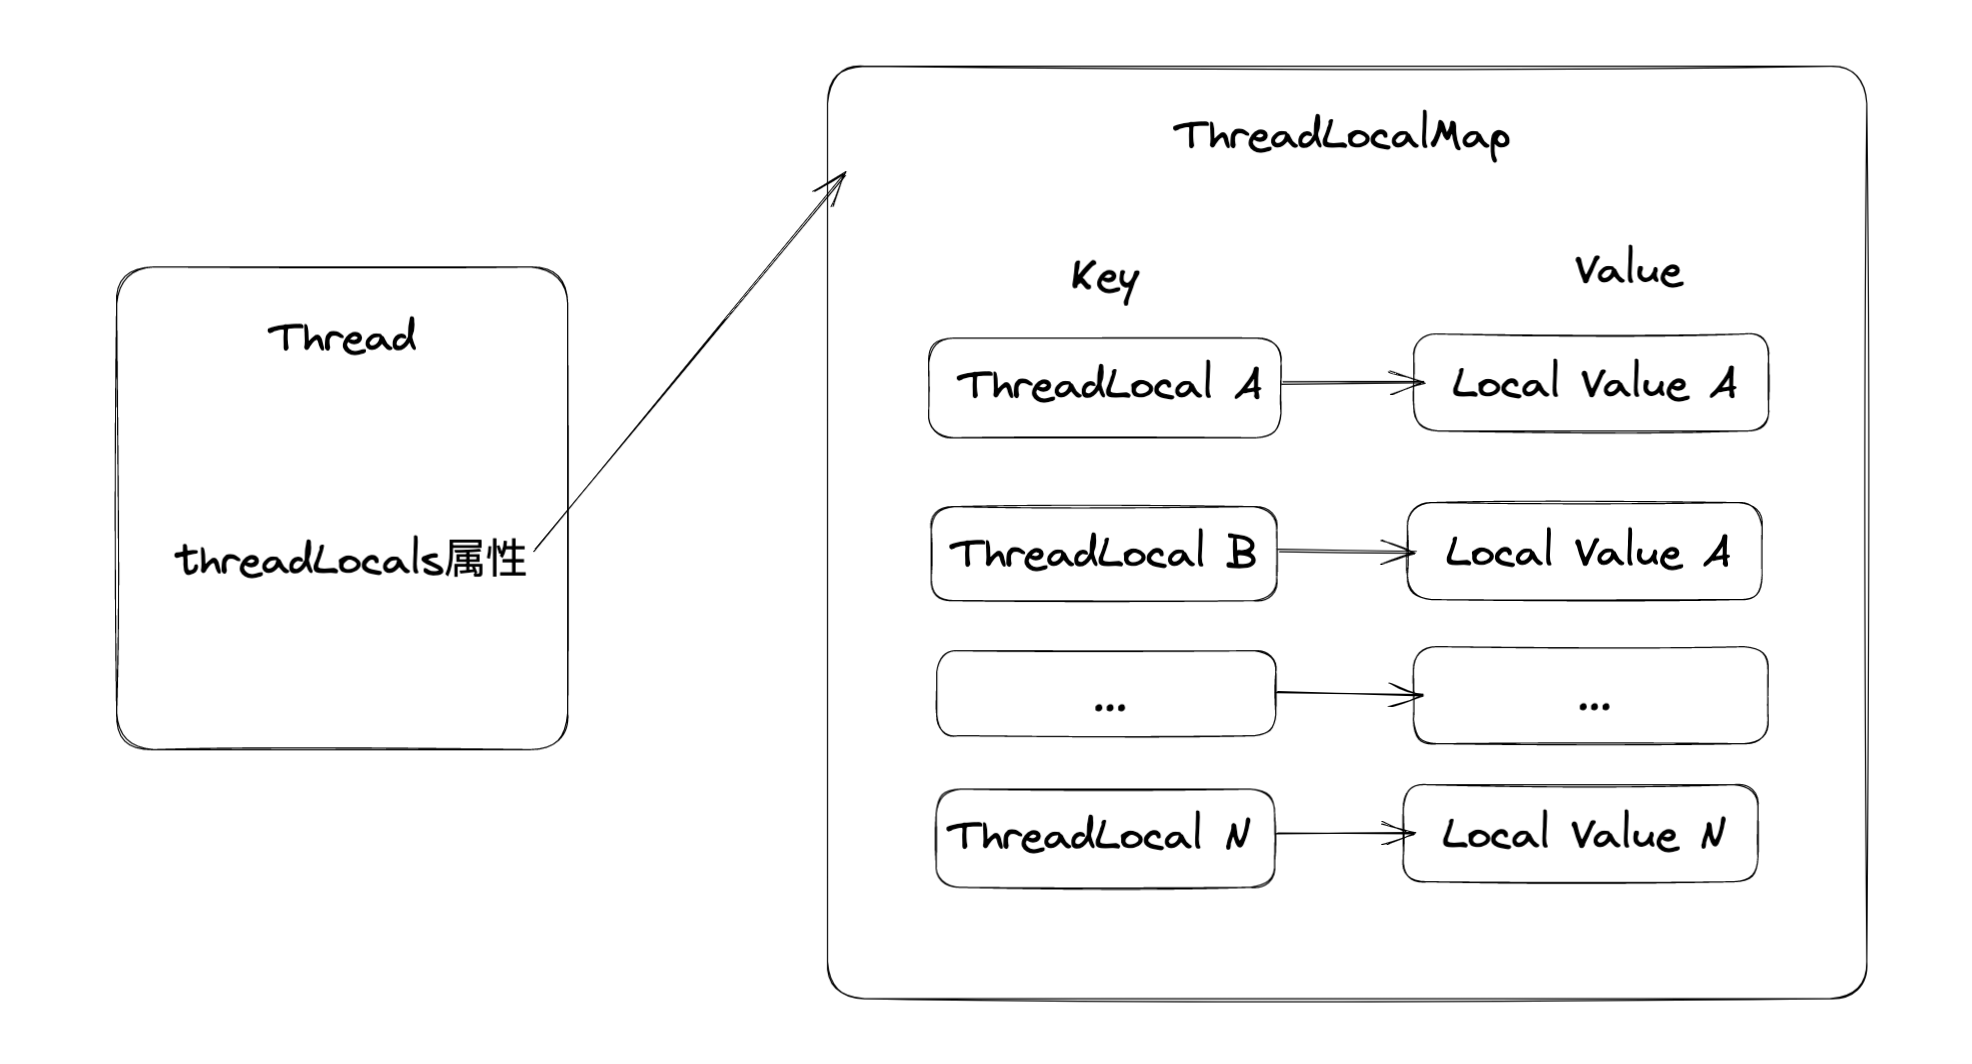 ThreadLocalMap
Key
Value
Thread
ThreadLocal A
Local Value A
threadLocals属性
ThreadLocal B
Local Value A
...
...
ThreadLocal N
Local Value N